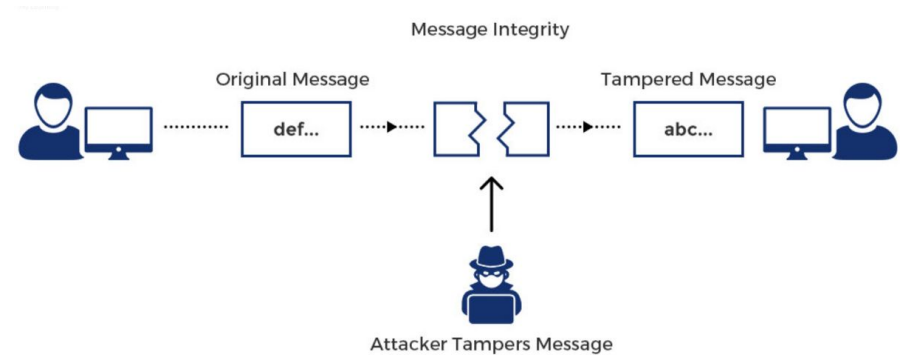 Message Integrity
Original Message
Tampered Message
def...
abc...
Attacker Tampers Message